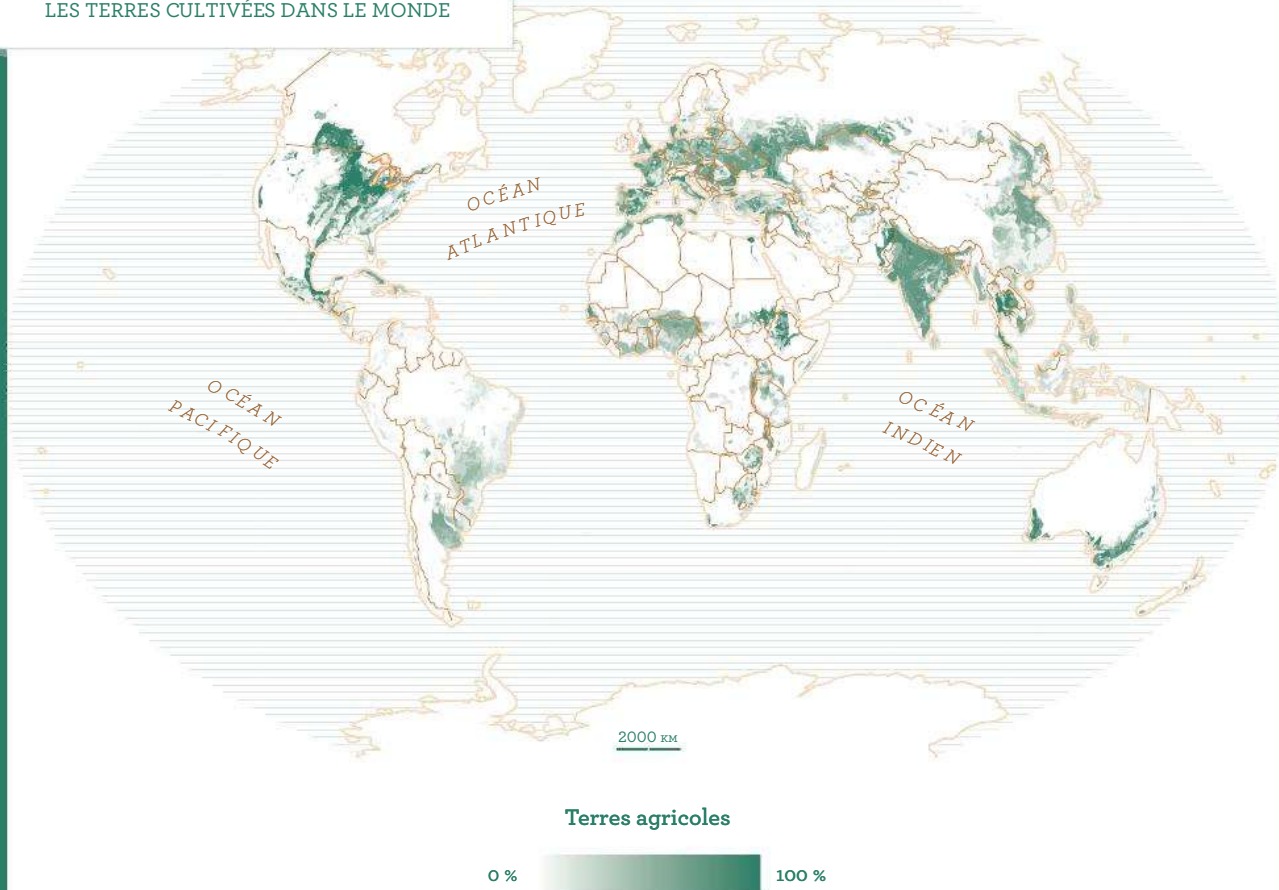 LES TERRES CULTIVÉES DANS LE MONDE
OCÉAN
ATLANTIQUE
OCÉAN
PACIFIQUE
OCÉAN
INDIEN
2000 KM
Terres agricoles
0 %
100 %